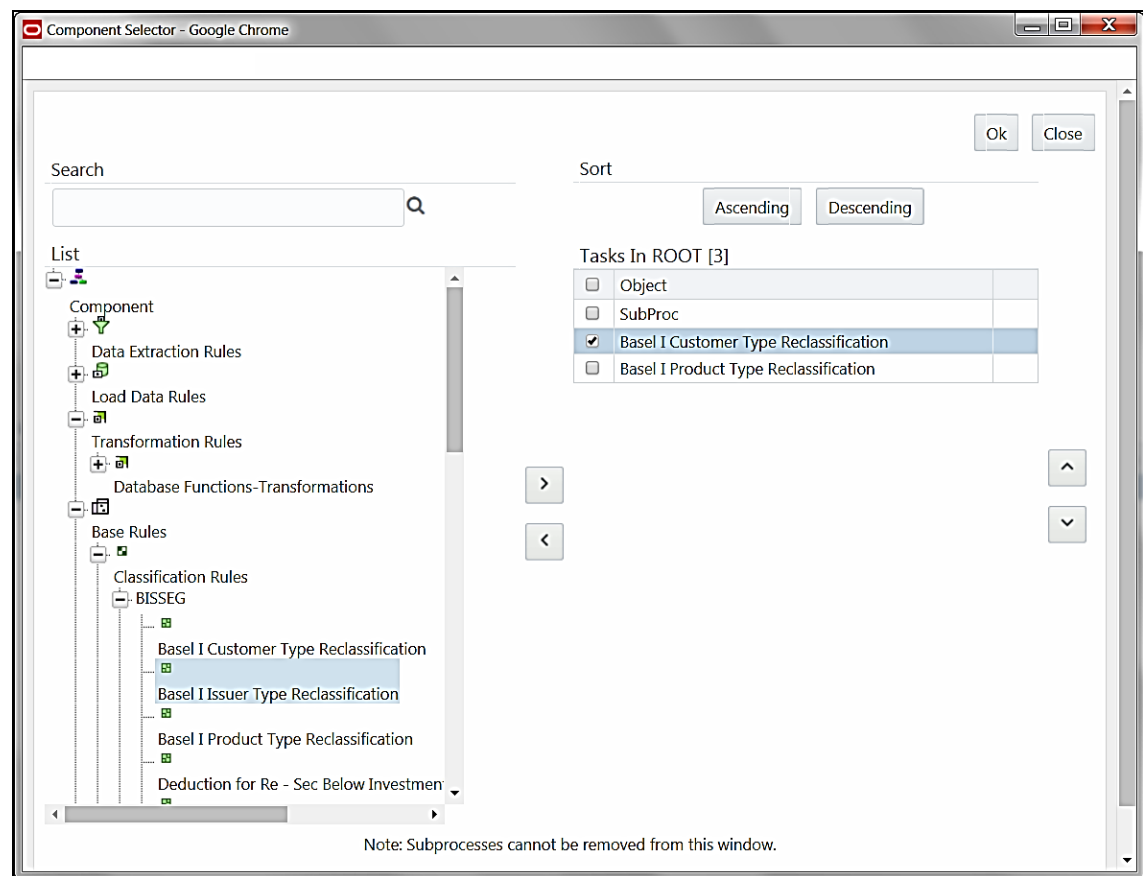 Component Selector - Google Chrome
Ok
Close
Search
Sort
Ascending
Descending
List
Tasks In ROOT [3]
Component
Data Extraction Rules
Load Data Rules
Transformation Rules
Database Functions-Transformations
Base Rules
Classification Rules
BISSEG
Basel I Customer Type Reclassification
Basel I Issuer Type Reclassification
Basel I Product Type Reclassification
Deduction for Re - Sec Below Investmen
Object
SubProc
Basel I Customer Type Reclassification
Basel I Product Type Reclassification
Note: Subprocesses cannot be removed from this window.